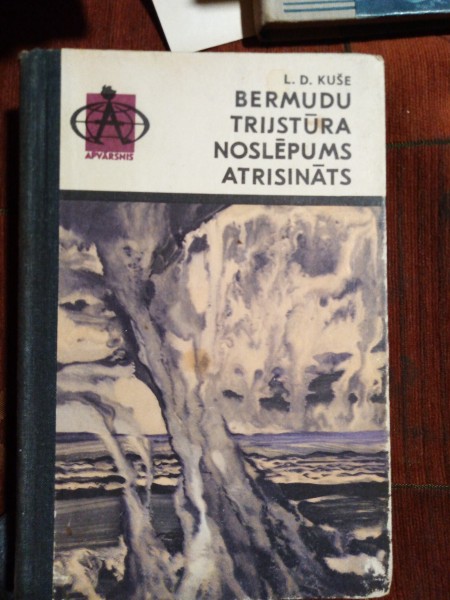 L. D. KUŠE
BERMUDU
TRIJSTŪRA
NOSLĒPUMS
ATRISINĀTS
APVĀRSNIS